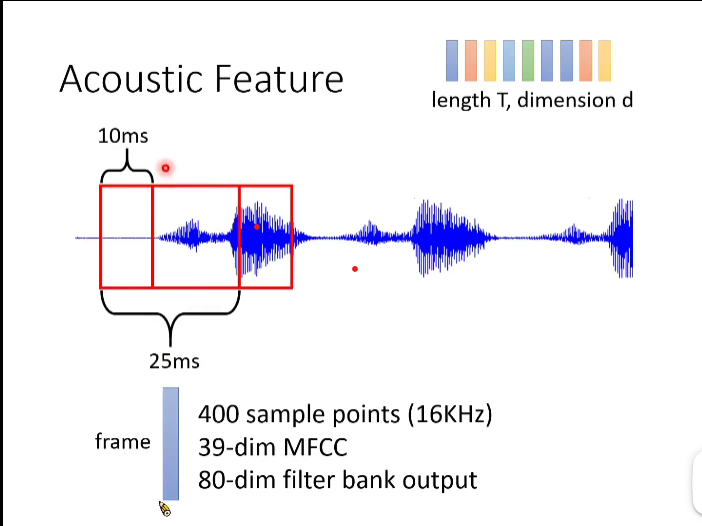 Acoustic Feature
length T, dimension d
10ms
25ms
frame
400 sample points (16KHz)
39-dim MFCC
80-dim filter bank output